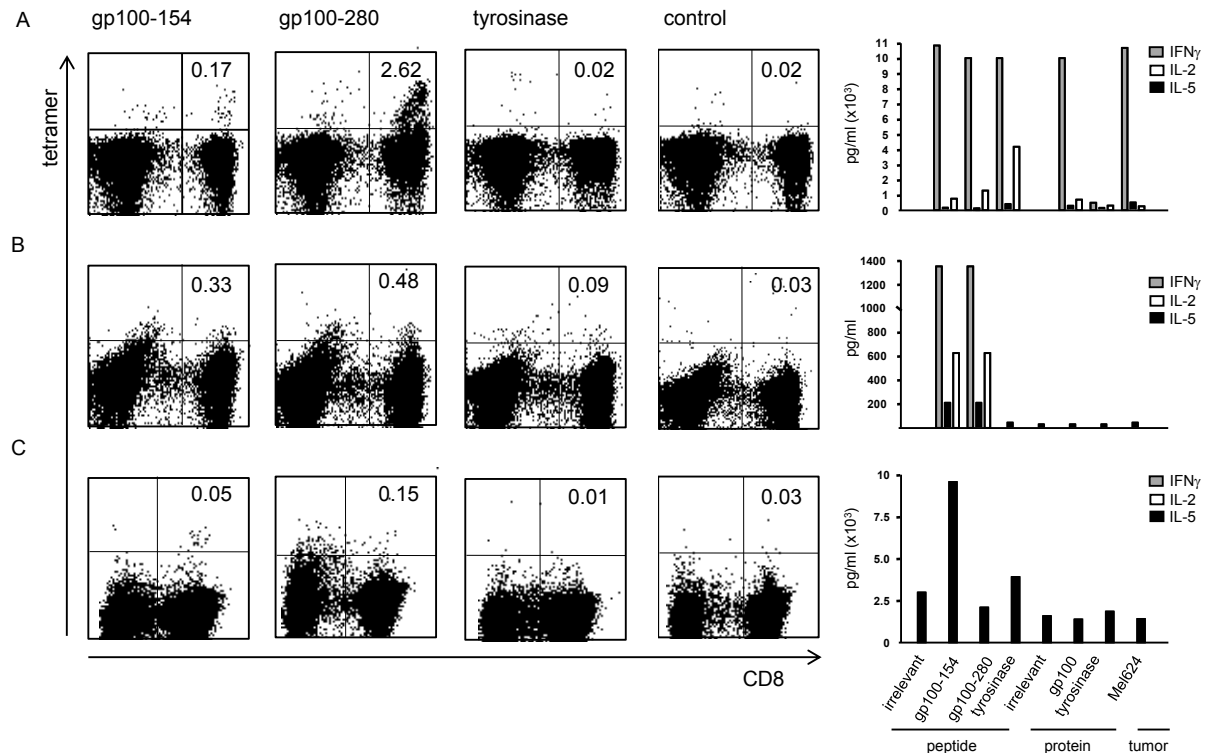 A
gp100-154
gp100-280
tyrosinase
control
tetramer
0.17
2.62
0.02
0.02
pg/ml (x10³)
11
10
9
8
7
6
5
4
3
2
1
0
IFNγ
IL-2
IL-5
B
0.33
0.48
0.09
0.03
pg/ml
1400
1200
1000
800
600
400
200
IFNγ
IL-2
IL-5
C
0.05
0.15
0.01
0.03
pg/ml (x10³)
10
7.5
5
2.5
0
IFNγ
IL-2
IL-5
CD8
irrelevant
gp100-154
gp100-280
tyrosinase
irrelevant
gp100
tyrosinase
Mel624
peptide
protein
tumor